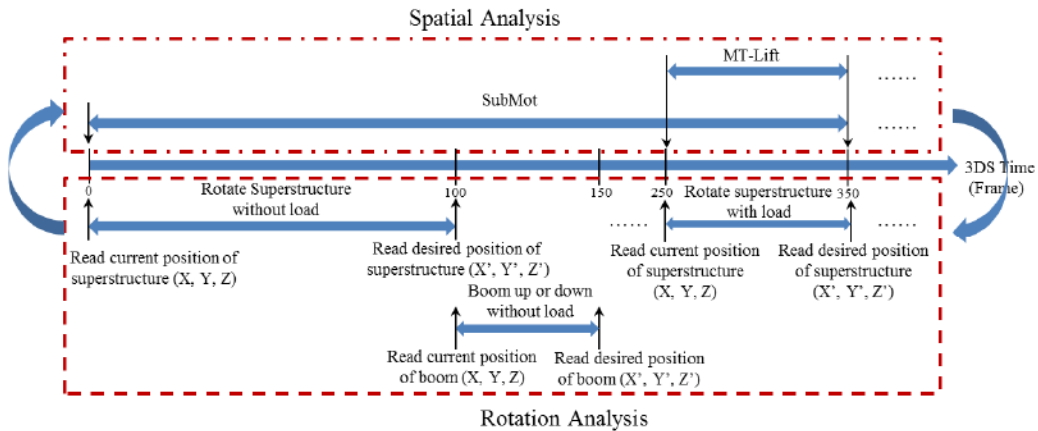 Spatial Analysis
MT-Lift
......
SubMot
......
3DS Time
(Frame)
0
100
150
250
350
Rotate Superstructure
without load
Rotate superstructure
with load
......
......
Read current position of
superstructure (X, Y, Z)
Read desired position of
superstructure (X’, Y’, Z’)
Read current position
of superstructure
(X, Y, Z)
Read desired position
of superstructure
(X’, Y’, Z’)
Boom up or down
without load
Read current position
of boom (X, Y, Z)
Read desired position
of boom (X’, Y’, Z’)
Rotation Analysis